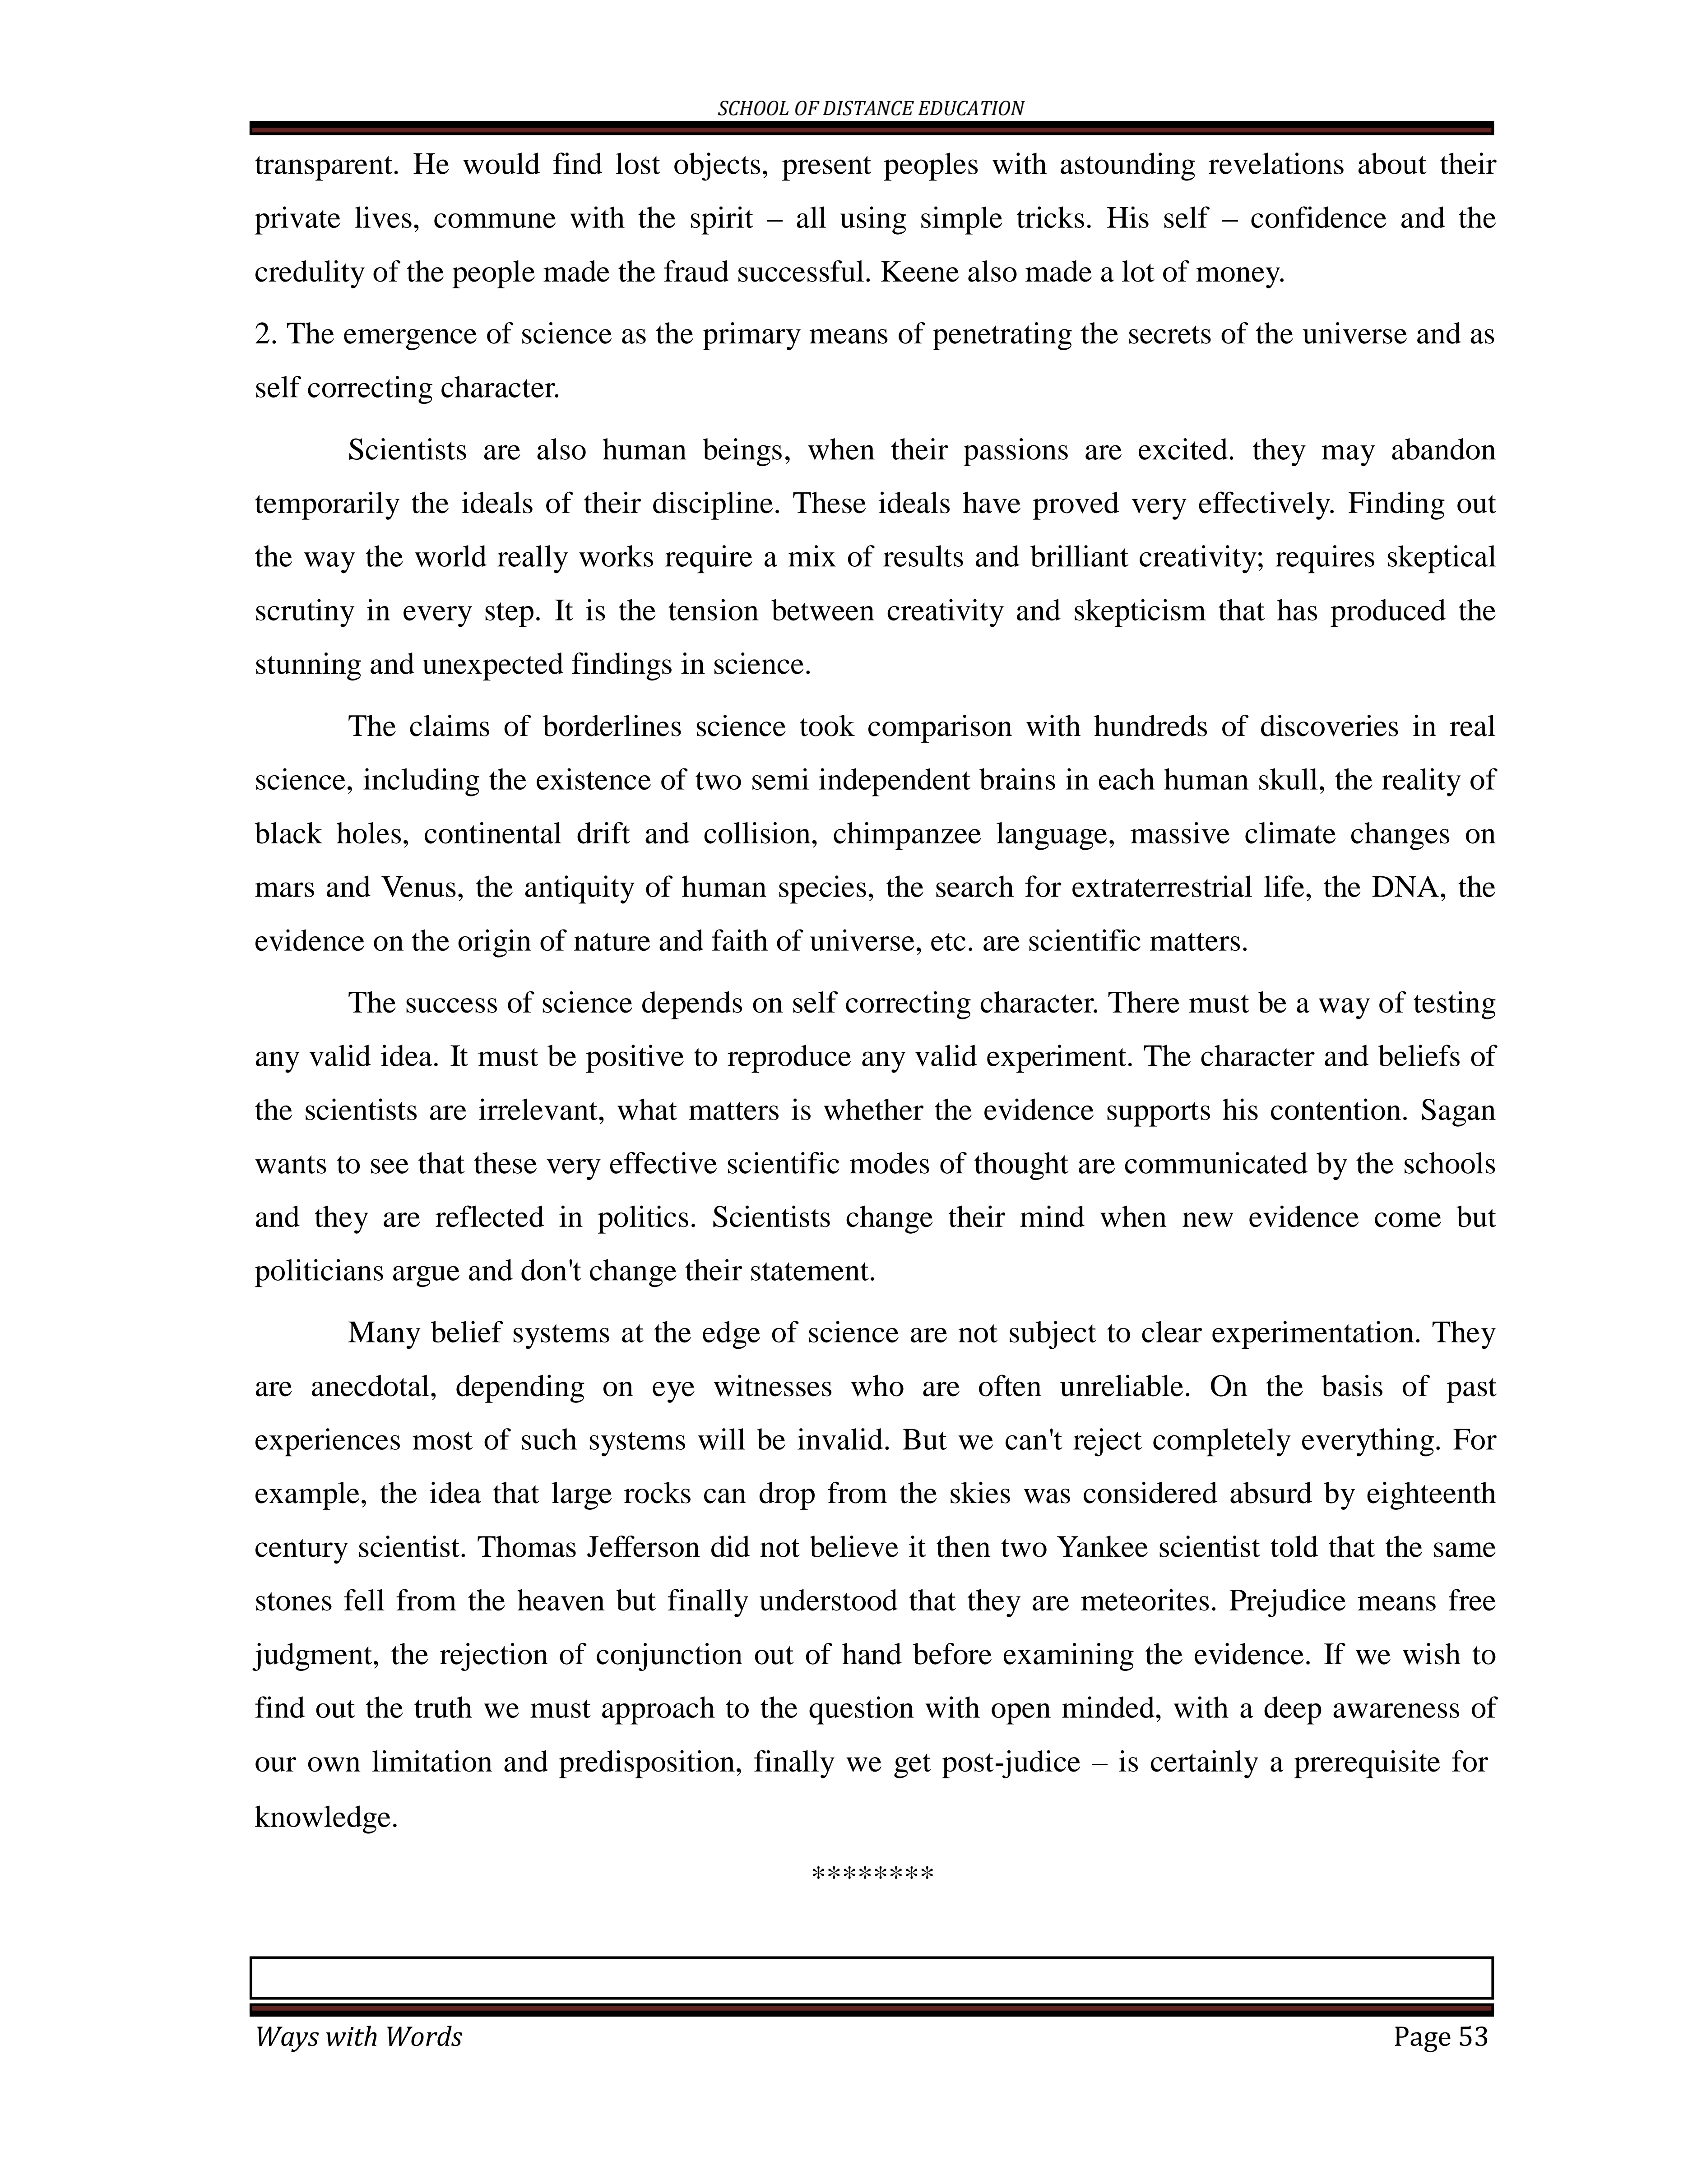 SCHOOL OF DISTANCE EDUCATION
transparent. He would find lost objects, present peoples with astounding revelations about their
private lives, commune with the spirit – all using simple tricks. His self – confidence and the
credulity of the people made the fraud successful. Keene also made a lot of money.
2. The emergence of science as the primary means of penetrating the secrets of the universe and as
self correcting character.
Scientists are also human beings, when their passions are excited. they may abandon
temporarily the ideals of their discipline. These ideals have proved very effectively. Finding out
the way the world really works require a mix of results and brilliant creativity; requires skeptical
scrutiny in every step. It is the tension between creativity and skepticism that has produced the
stunning and unexpected findings in science.
The claims of borderlines science took comparison with hundreds of discoveries in real
science, including the existence of two semi independent brains in each human skull, the reality of
black holes, continental drift and collision, chimpanzee language, massive climate changes on
mars and Venus, the antiquity of human species, the search for extraterrestrial life, the DNA, the
evidence on the origin of nature and faith of universe, etc. are scientific matters.
The success of science depends on self correcting character. There must be a way of testing
any valid idea. It must be positive to reproduce any valid experiment. The character and beliefs of
the scientists are irrelevant, what matters is whether the evidence supports his contention. Sagan
wants to see that these very effective scientific modes of thought are communicated by the schools
and they are reflected in politics. Scientists change their mind when new evidence come but
politicians argue and don't change their statement.
Many belief systems at the edge of science are not subject to clear experimentation. They
are anecdotal, depending on eye witnesses who are often unreliable. On the basis of past
experiences most of such systems will be invalid. But we can't reject completely everything. For
example, the idea that large rocks can drop from the skies was considered absurd by eighteenth
century scientist. Thomas Jefferson did not believe it then two Yankee scientist told that the same
stones fell from the heaven but finally understood that they are meteorites. Prejudice means free
judgment, the rejection of conjunction out of hand before examining the evidence. If we wish to
find out the truth we must approach to the question with open minded, with a deep awareness of
our own limitation and predisposition, finally we get post-judice – is certainly a prerequisite for
knowledge.
********
Ways with Words Page 53